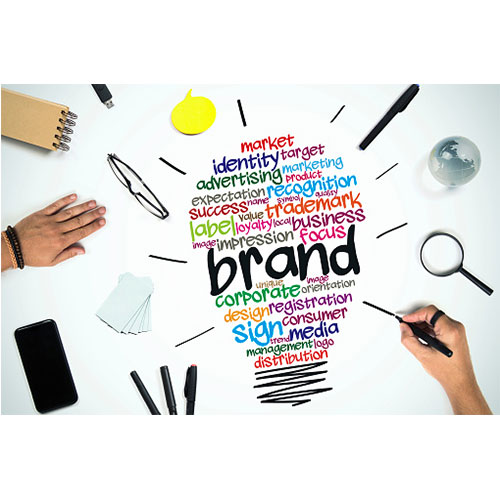 market
identity target
advertising marketing
expectation product
recognition
success name symbol quality
label value trademark
loyalty local business
image impression focus
brand
unique image
corporate orientation
design registration
sign consumer
trend media
management logo
distribution